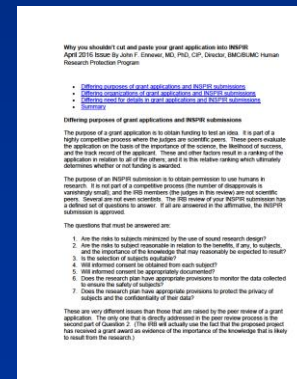 Why you shouldn't cut and paste your grant application into INSPIR
April 2016 Issue By John F. Ennever, MD, PhD, CIP, Director, BMC/BUMC Human
Research Protection Program
• Differing purposes of grant applications and INSPIR submissions
• Differing organizations of grant applications and INSPIR submissions
• Differing need for details in grant applications and INSPIR submissions
• Summary
Differing purposes of grant applications and INSPIR submissions
The purpose of a grant application is to obtain funding to test an idea. It is part of a
highly competitive process where the judges are scientific peers. These peers evaluate
the application on the basis of the importance of the science, the likelihood of success,
and the track record of the applicant. These and other factors result in a ranking of the
application in relation to all of the others; and it is this relative ranking which ultimately
determines whether or not funding is awarded.
The purpose of an INSPIR submission is to obtain permission to use humans in
research. It is not part of a competitive process (the number of disapprovals is
vanishingly small); and the IRB members (the judges in this review) are not scientific
peers. Several are not even scientists. The IRB review of your INSPIR submission has
a defined set of questions to answer. If all are answered in the affirmative, the INSPIR
submission is approved.
The questions that must be answered are:
1. Are the risks to subjects minimized by the use of sound research design?
2. Are the risks to subject reasonable in relation to the benefits, if any, to subjects,
and the importance of the knowledge that may reasonably be expected to result?
3. Is the selection of subjects equitable?
4. Will informed consent be obtained from each subject?
5. Will informed consent be appropriately documented?
6. Does the research plan have appropriate provisions to monitor the data collected
to ensure the safety of subjects?
7. Does the research plan have appropriate provisions to protect the privacy of
subjects and the confidentiality of their data?
These are very different issues than those that are raised by the peer review of a grant
application. The only one that is directly addressed in the peer review process is the
second part of Question 2. (The IRB will actually use the fact that the proposed project
has received a grant award as evidence of the importance of the knowledge that is likely
to result from the research.)